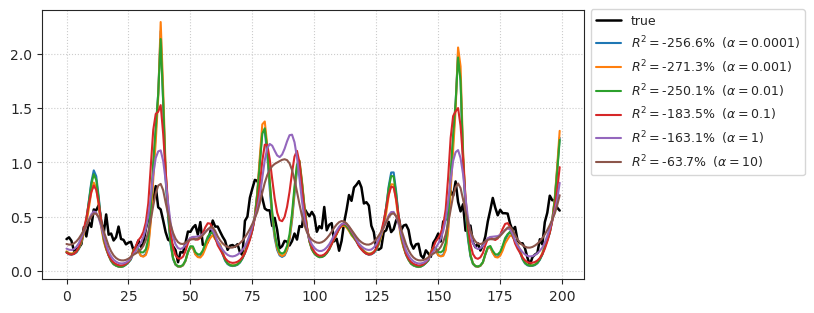 true
R² = -256.6% (α = 0.0001)
R² = -271.3% (α = 0.001)
R² = -250.1% (α = 0.01)
R² = -183.5% (α = 0.1)
R² = -163.1% (α = 1)
R² = -63.7% (α = 10)
2.0
1.5
1.0
0.5
0.0
0 25 50 75 100 125 150 175 200